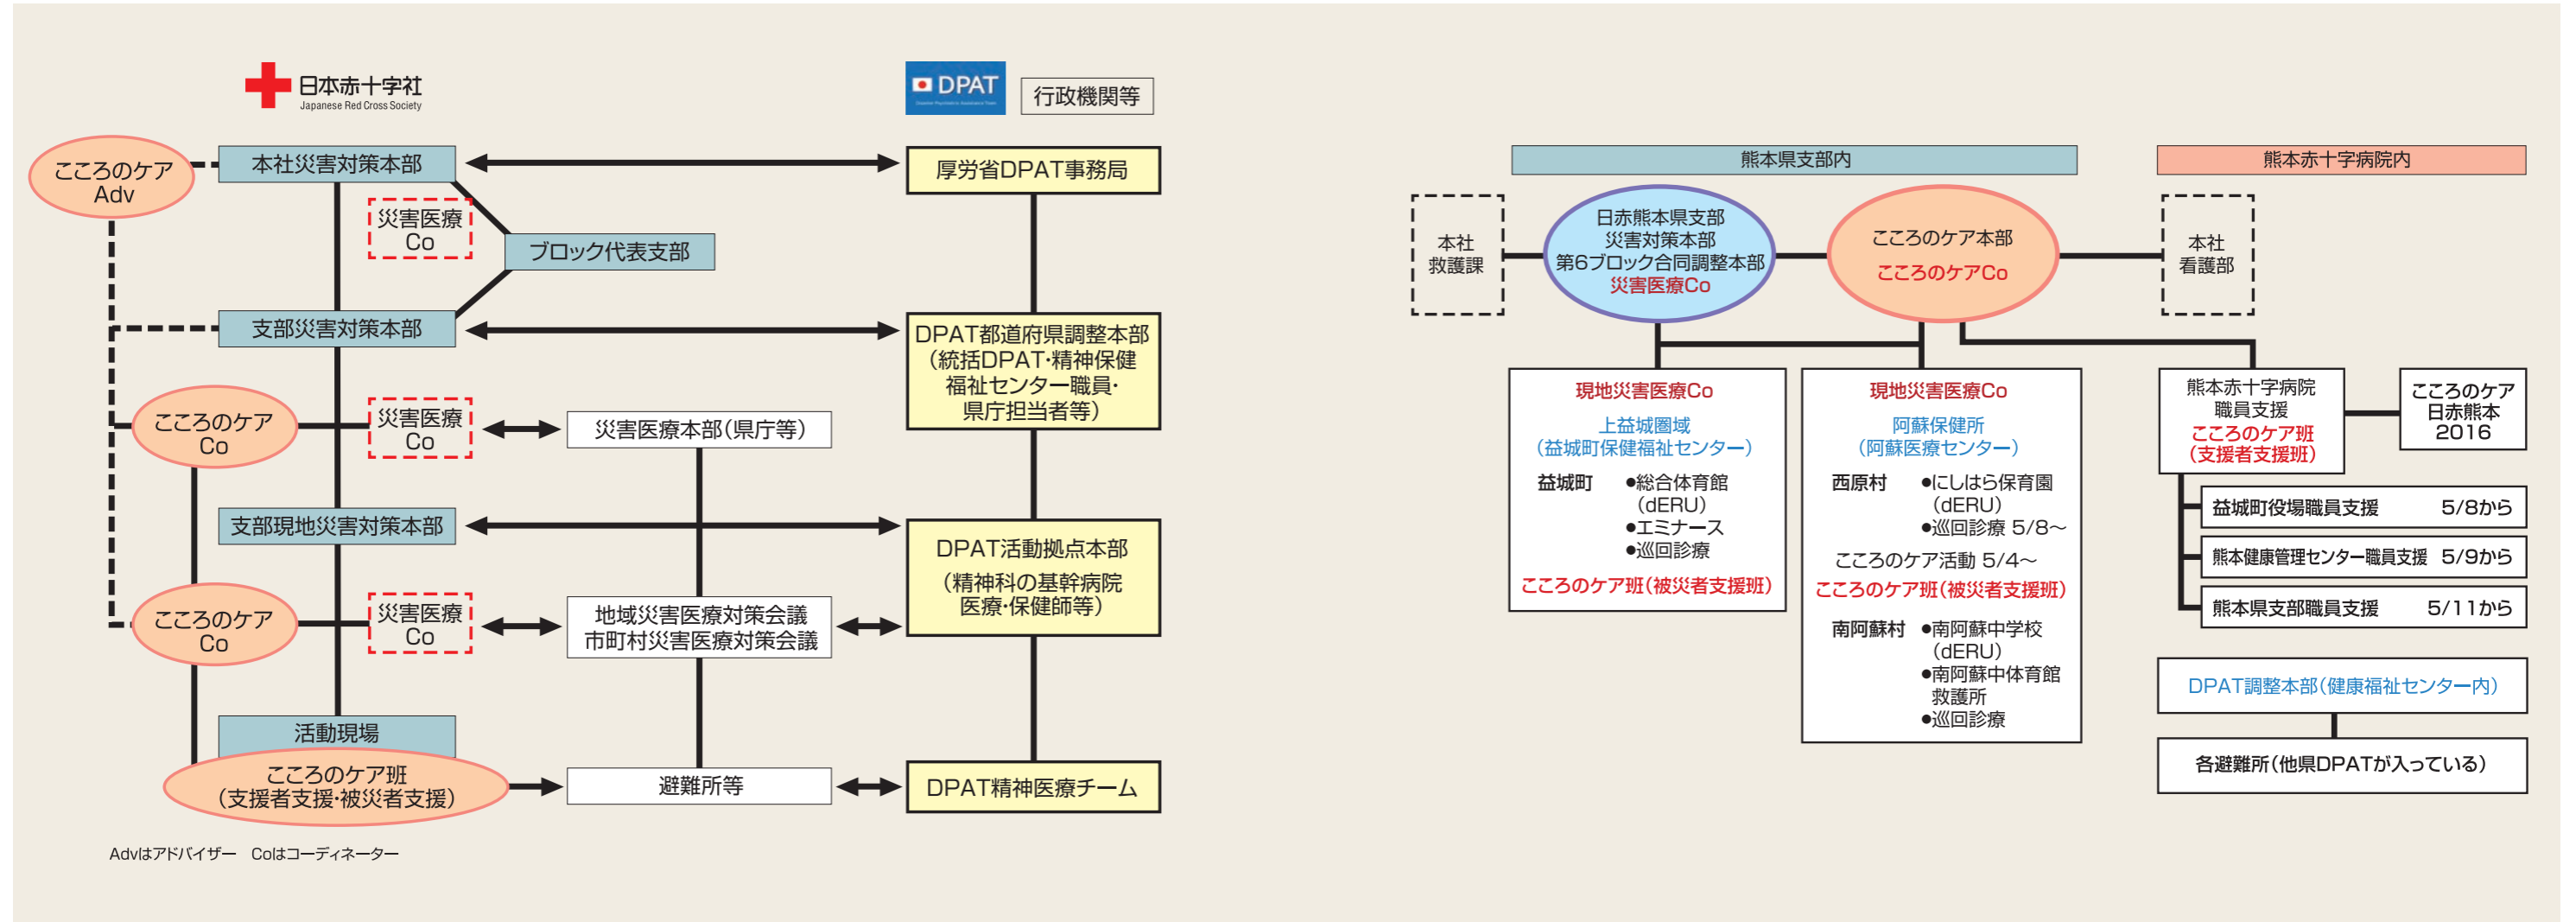 日本赤十字社
Japanese Red Cross Society
DPAT
行政機関等
こころのケア
Adv
本社災害対策本部
厚労省DPAT事務局
災害医療
Co
ブロック代表支部
支部災害対策本部
DPAT都道府県調整本部
（統括DPAT・精神保健
福祉センター職員・
県庁担当者等）
こころのケア
Co
災害医療
Co
災害医療本部（県庁等）
支部現地災害対策本部
DPAT活動拠点本部
（精神科の基幹病院
医療・保健師等）
こころのケア
Co
災害医療
Co
地域災害医療対策会議
市町村災害医療対策会議
活動現場
こころのケア班
（支援者支援・被災者支援）
避難所等
DPAT精神医療チーム
Advはアドバイザー　Coはコーディネーター
熊本県支部内
熊本赤十字病院内
本社
救護課
日赤熊本県支部
災害対策本部
第6ブロック合同調整本部
災害医療Co
こころのケア本部
こころのケアCo
本社
看護部
現地災害医療Co
上益城圏域
（益城町保健福祉センター）
益城町　●総合体育館
（dERU）
●エミナース
●巡回診療
こころのケア班（被災者支援班）
現地災害医療Co
阿蘇保健所
（阿蘇医療センター）
西原村　●にしはら保育園
（dERU）
●巡回診療 5/8〜
こころのケア活動 5/4〜
こころのケア班（被災者支援班）
南阿蘇村　●南阿蘇中学校
（dERU）
●南阿蘇中体育館
救護所
●巡回診療
熊本赤十字病院
職員支援
こころのケア班
（支援者支援班）
こころのケア
日赤熊本
2016
益城町役場職員支援　5/8から
熊本健康管理センター職員支援　5/9から
熊本県支部職員支援　5/11から
DPAT調整本部（健康福祉センター内）
各避難所（他県DPATが入っている）